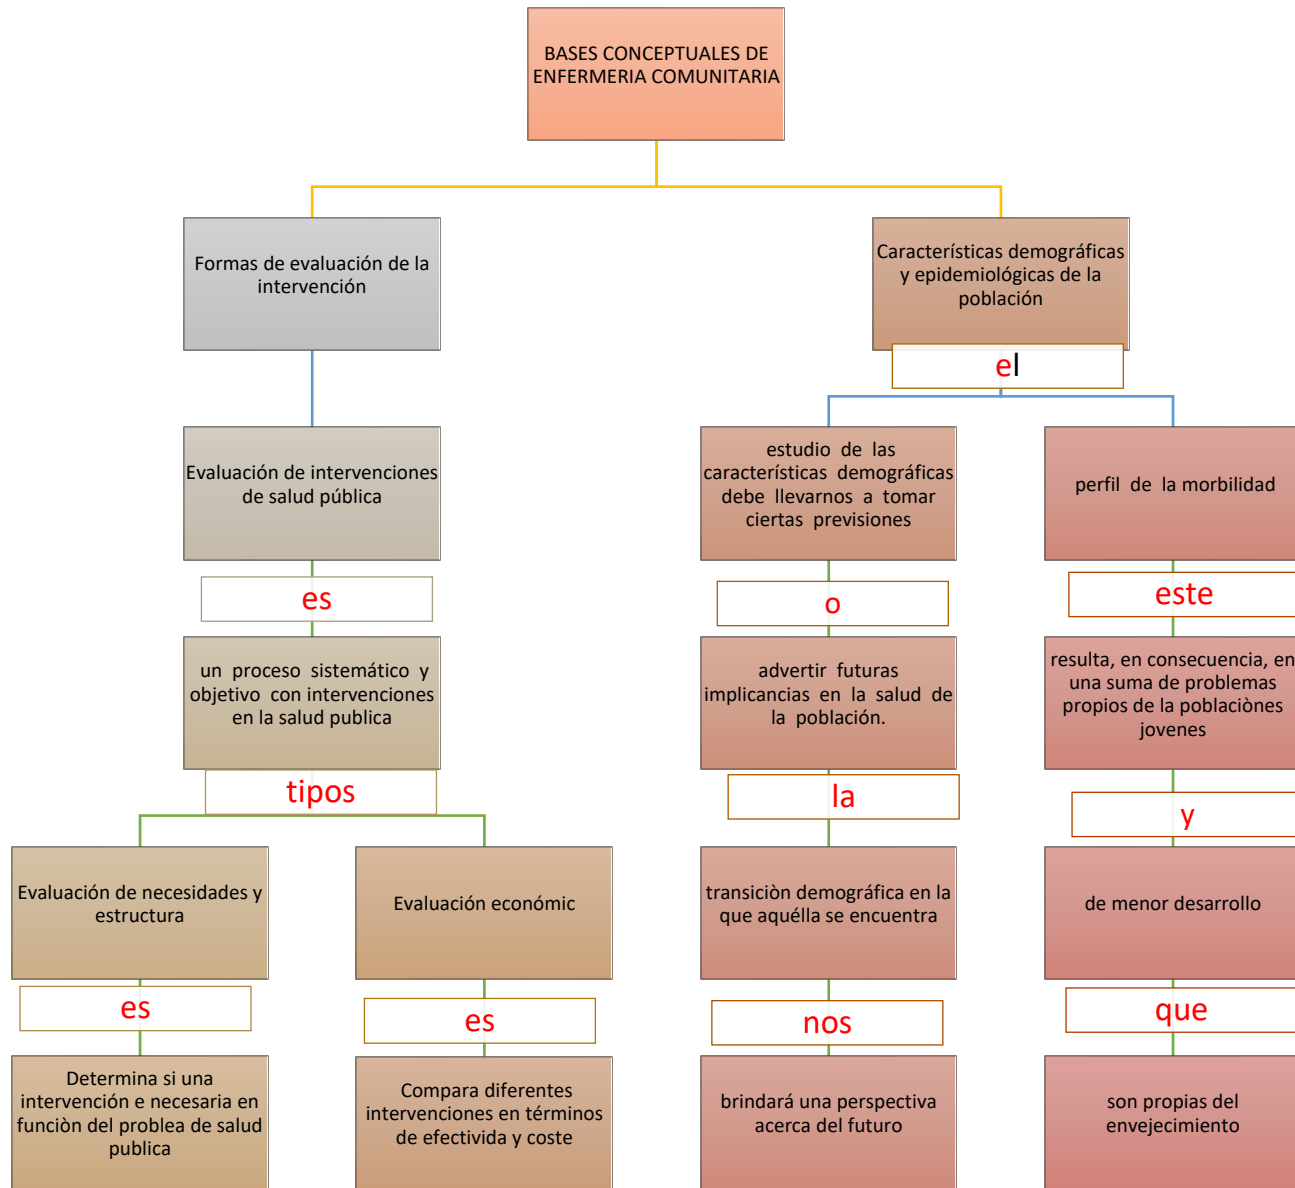 BASES CONCEPTUALES DE
ENFERMERIA COMUNITARIA
Formas de evaluación de la
intervención
Característícas demográficas
y epidemiológicas de la
población
el
Evaluación de intervenciones
de salud pública
estudio de las
característícas demográficas
debe llevarnos a tomar
ciertas previsiones
perfil de la morbilidad
es
o
este
un proceso sistemático y
objetivo con intervenciones
en la salud publica
advertir futuras
implicancias en la salud de
la población.
resulta, en consecuencia, en
una suma de problemas
propios de la poblaciònes
jovenes
tipos
la
y
Evaluación de necesidades y
estructura
Evaluación económic
transiciòn demográfica en la
que aquélla se encuentra
de menor desarrollo
es
es
nos
que
Determina si una
intervención e necesaria en
funciòn del problea de salud
publica
Compara diferentes
intervenciones en términos
de efectivida y coste
brindará una perspectiva
acerca del futuro
son propias del
envejecimiento